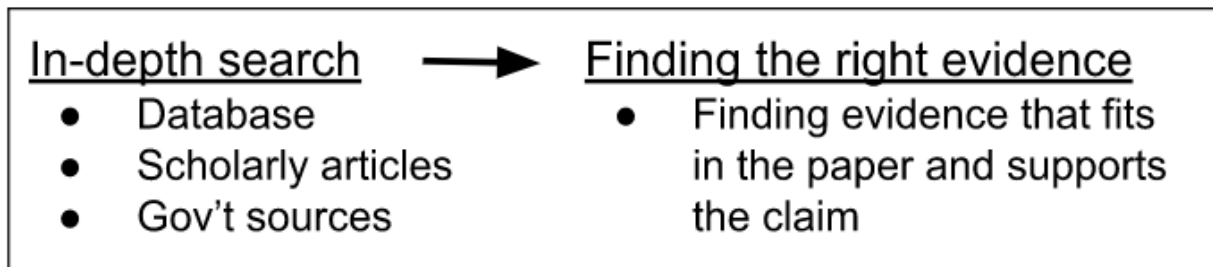 In-depth search
● Database
● Scholarly articles
● Gov't sources
Finding the right evidence
● Finding evidence that fits
in the paper and supports
the claim